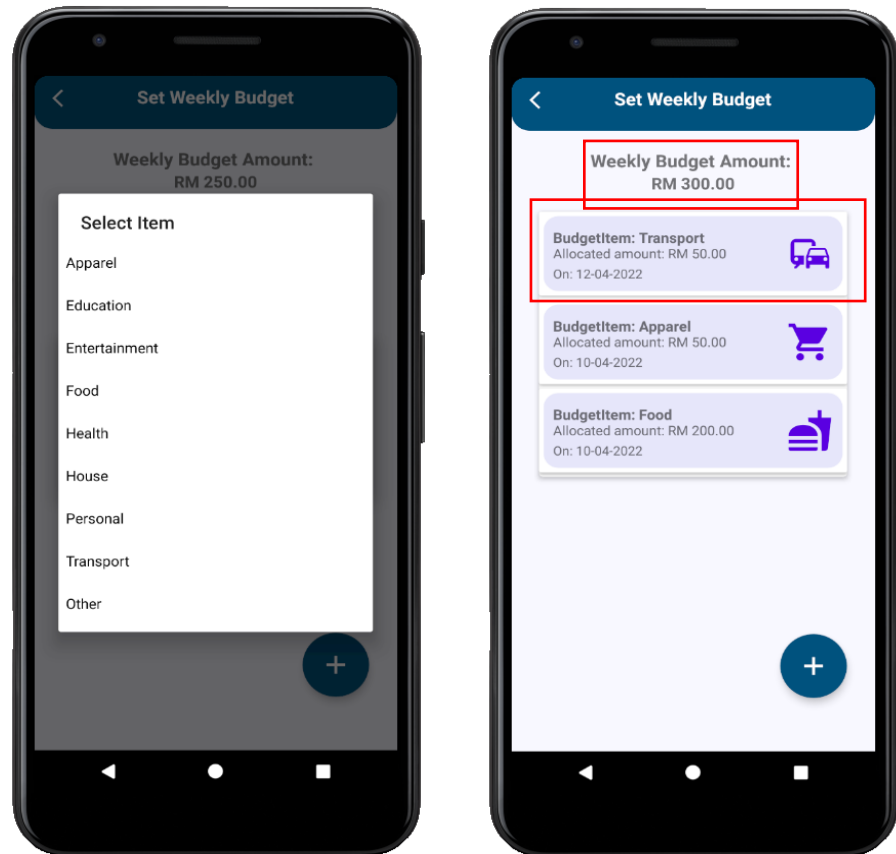 Set Weekly Budget
Weekly Budget Amount:
RM 250.00
Select Item
Apparel
Education
Entertainment
Food
Health
House
Personal
Transport
Other
Set Weekly Budget
Weekly Budget Amount:
RM 300.00
BudgetItem: Transport
Allocated amount: RM 50.00
On: 12-04-2022
BudgetItem: Apparel
Allocated amount: RM 50.00
On: 10-04-2022
BudgetItem: Food
Allocated amount: RM 200.00
On: 10-04-2022